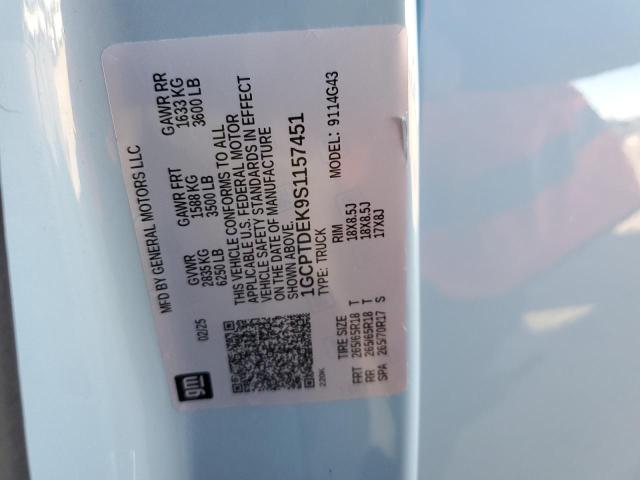 MFD BY GENERAL MOTORS LLC
02/25
GVWR GAWR FRT GAWR RR
2835 KG 1588 KG 1633 KG
6250 LB 3500 LB 3600 LB
THIS VEHICLE CONFORMS TO ALL
APPLICABLE U.S. FEDERAL MOTOR
VEHICLE SAFETY STANDARDS IN EFFECT
ON THE DATE OF MANUFACTURE
SHOWN ABOVE.
1GCPTDEK9S1157451
TYPE: TRUCK MODEL: 9114G43
gm
220K
TIRE SIZE RIM
FRT 265/65R18 T 18X8.5J
RR 265/65R18 T 18X8.5J
SPA 265/70R17 S 17X8J